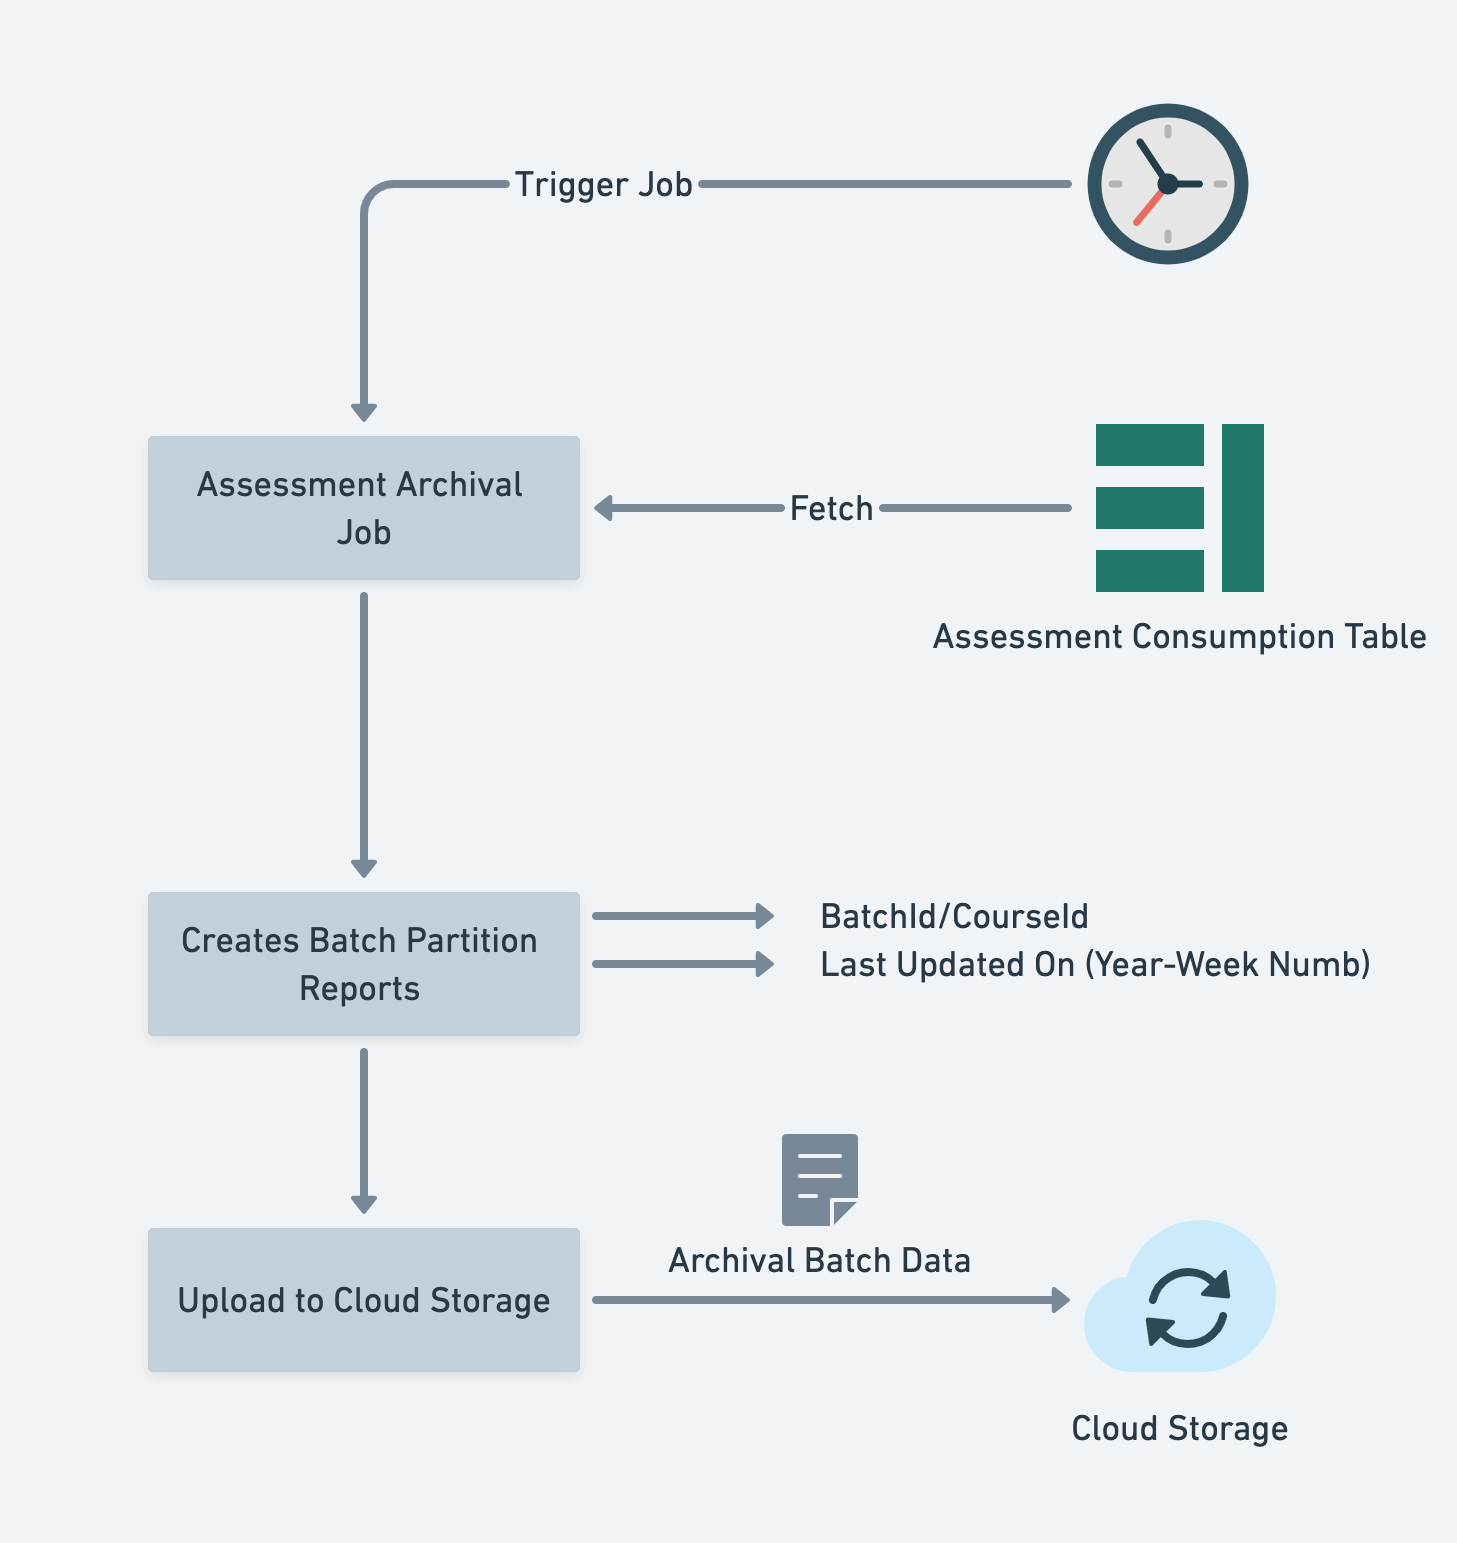 Trigger Job
Assessment Archival
Job
Fetch
Assessment Consumption Table
Creates Batch Partition
Reports
BatchId/CourseId
Last Updated On (Year-Week Numb)
Archival Batch Data
Upload to Cloud Storage
Cloud Storage